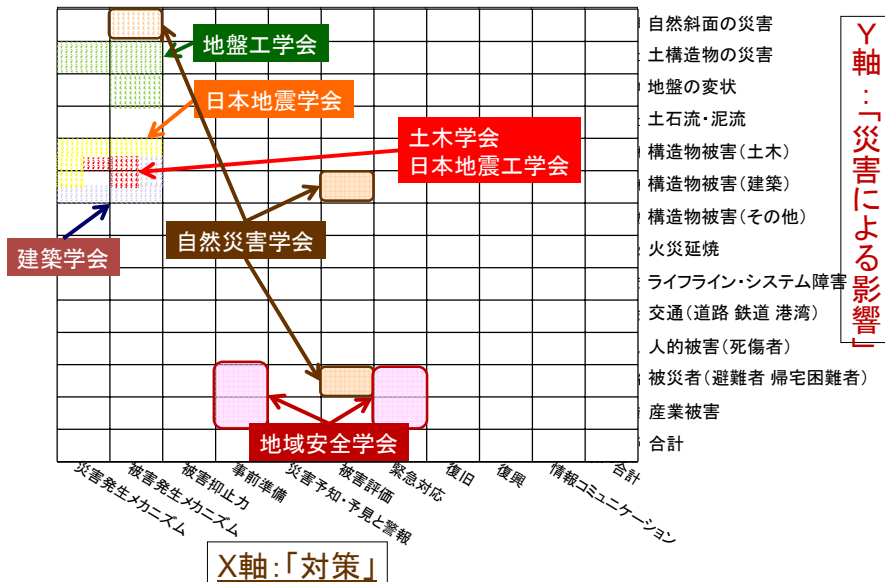 自然斜面の災害
地盤工学会
土構造物の災害
地盤の変状
日本地震学会
土石流・泥流
土木学会
日本地震工学会
構造物被害(土木)
構造物被害(建築)
構造物被害(その他)
自然災害学会
建築学会
火災延焼
ライフライン・システム障害
交通(道路 鉄道 港湾)
人的被害(死傷者)
被災者(避難者 帰宅困難者)
産業被害
地域安全学会
合計
Y軸:「災害による影響」
災害発生メカニズム
被害発生メカニズム
被害抑止力
事前準備
災害予知・予見と警報
被害評価
緊急対応
復旧
復興
情報コミュニケーション
合計
X軸:「対策」